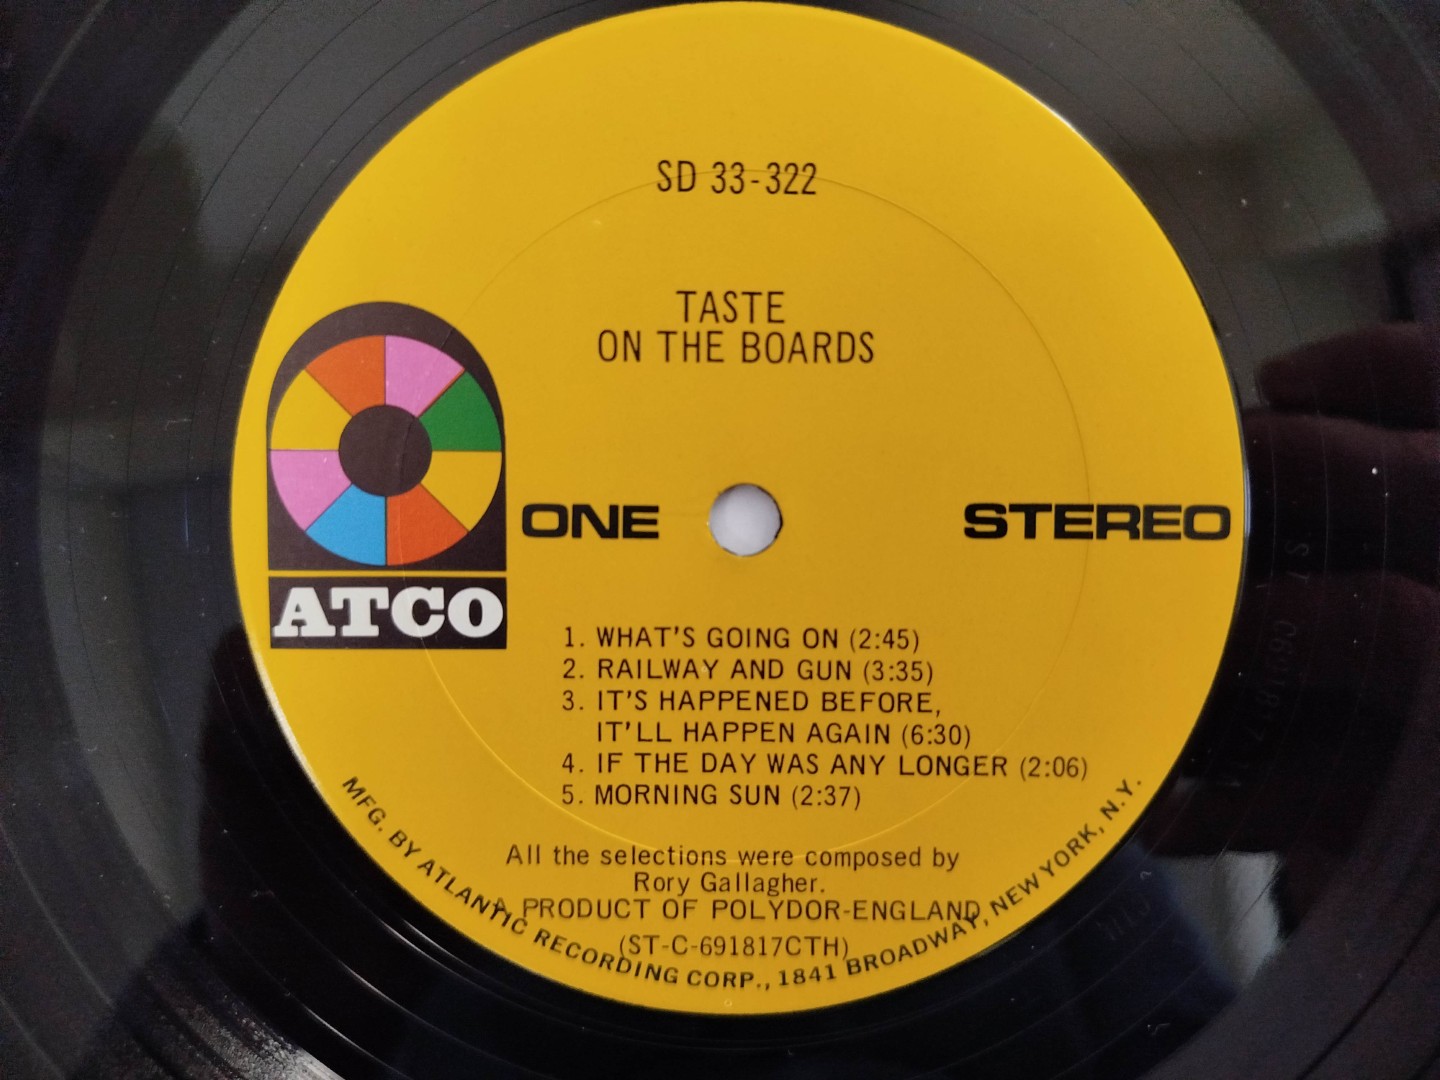 SD 33-322
TASTE
ON THE BOARDS
ONE
STEREO
ATCO
1. WHAT'S GOING ON (2:45)
2. RAILWAY AND GUN (3:35)
3. IT'S HAPPENED BEFORE,
IT'LL HAPPEN AGAIN (6:30)
4. IF THE DAY WAS ANY LONGER (2:06)
5. MORNING SUN (2:37)
All the selections were composed by
Rory Gallagher.
A PRODUCT OF POLYDOR-ENGLAND
(ST-C-691817CTH)
MFG. BY ATLANTIC RECORDING CORP., 1841 BROADWAY, NEW YORK, N.Y.